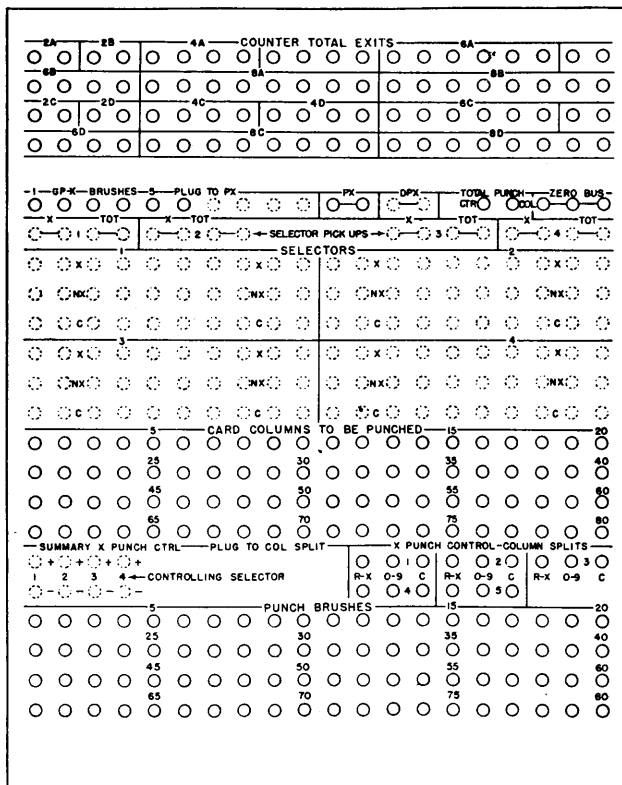 2A 2B 4A COUNTER TOTAL EXITS 6A
6B 8A 8B
2C 2D 4C 4D 6C
6D 8C 8D
1 GP-X BRUSHES 5 PLUG TO PX PX DPX TOTAL PUNCH ZERO BUS
CTR COL
X TOT X TOT X TOT X TOT
1 2 SELECTOR PICK UPS 3 4
1 SELECTORS 2
X X X X
NX NX NX NX
C C C C
3 4
X X X X
NX NX NX NX
C C C C
5 CARD COLUMNS TO BE PUNCHED 15 20
25 30 35 40
45 50 55 60
65 70 75 80
SUMMARY X PUNCH CTRL PLUG TO COL SPLIT X PUNCH CONTROL-COLUMN SPLITS
+ + + + 1 2 3
1 2 3 4 CONTROLLING SELECTOR R-X 0-9 C R-X 0-9 C R-X 0-9 C
- - - - 4 5
5 PUNCH BRUSHES 15 20
25 30 35 40
45 50 55 60
65 70 75 80